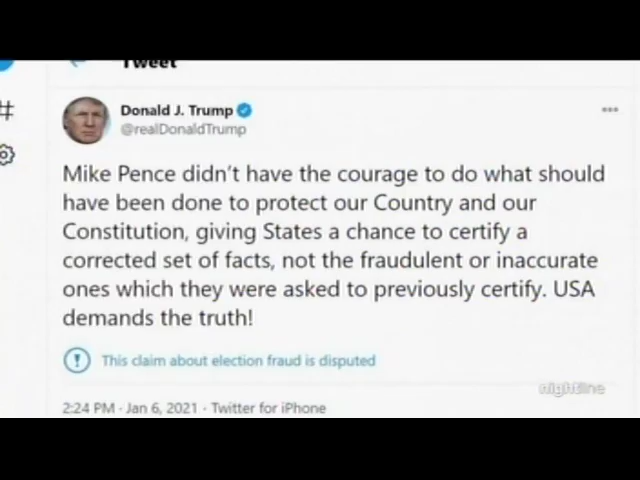 Tweet
Donald J. Trump
@realDonaldTrump
Mike Pence didn't have the courage to do what should
have been done to protect our Country and our
Constitution, giving States a chance to certify a
corrected set of facts, not the fraudulent or inaccurate
ones which they were asked to previously certify. USA
demands the truth!
This claim about election fraud is disputed
nightline
2:24 PM · Jan 6, 2021 · Twitter for iPhone